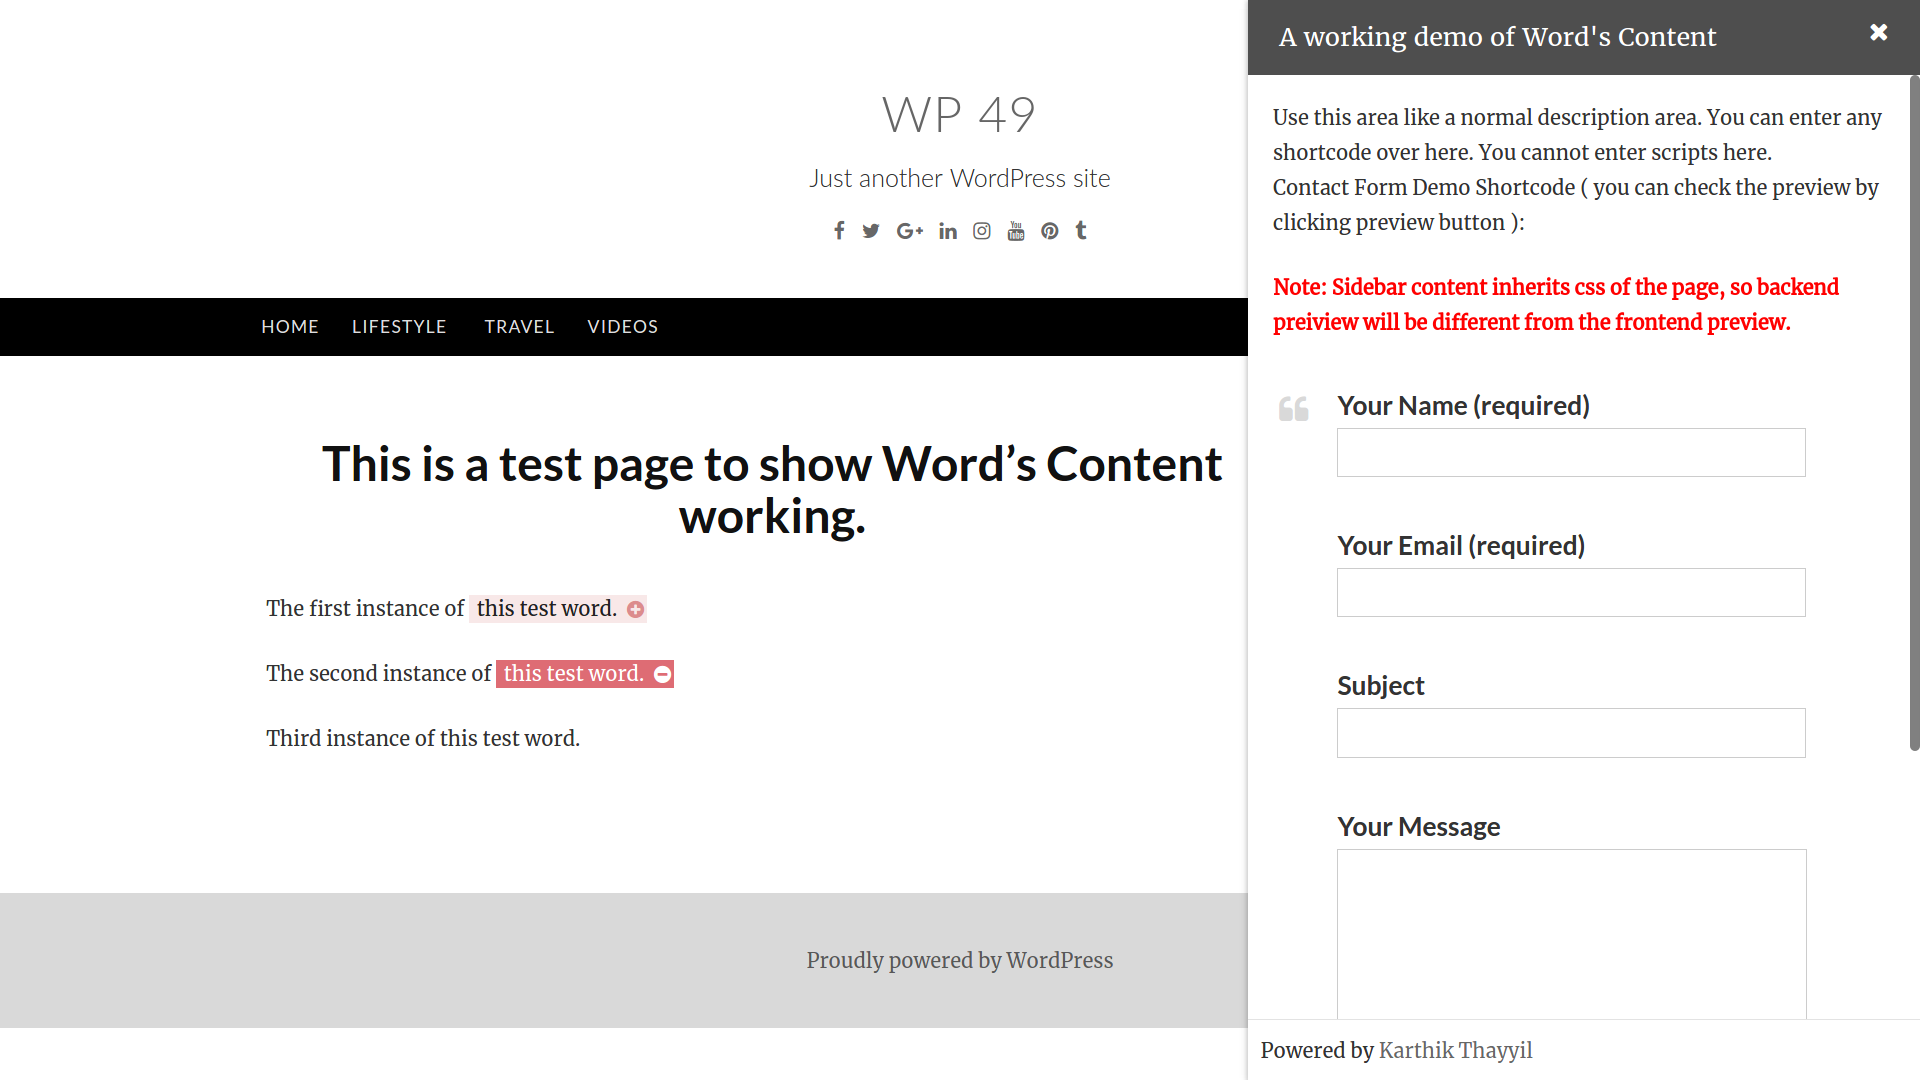 WP 49
Just another WordPress site
HOME LIFESTYLE TRAVEL VIDEOS
This is a test page to show Word’s Content
working.
The first instance of this test word.
The second instance of this test word.
Third instance of this test word.
Proudly powered by WordPress
A working demo of Word's Content
Use this area like a normal description area. You can enter any
shortcode over here. You cannot enter scripts here.
Contact Form Demo Shortcode ( you can check the preview by
clicking preview button ):
Note: Sidebar content inherits css of the page, so backend
preiview will be different from the frontend preview.
Your Name (required)
Your Email (required)
Subject
Your Message
Powered by Karthik Thayyil